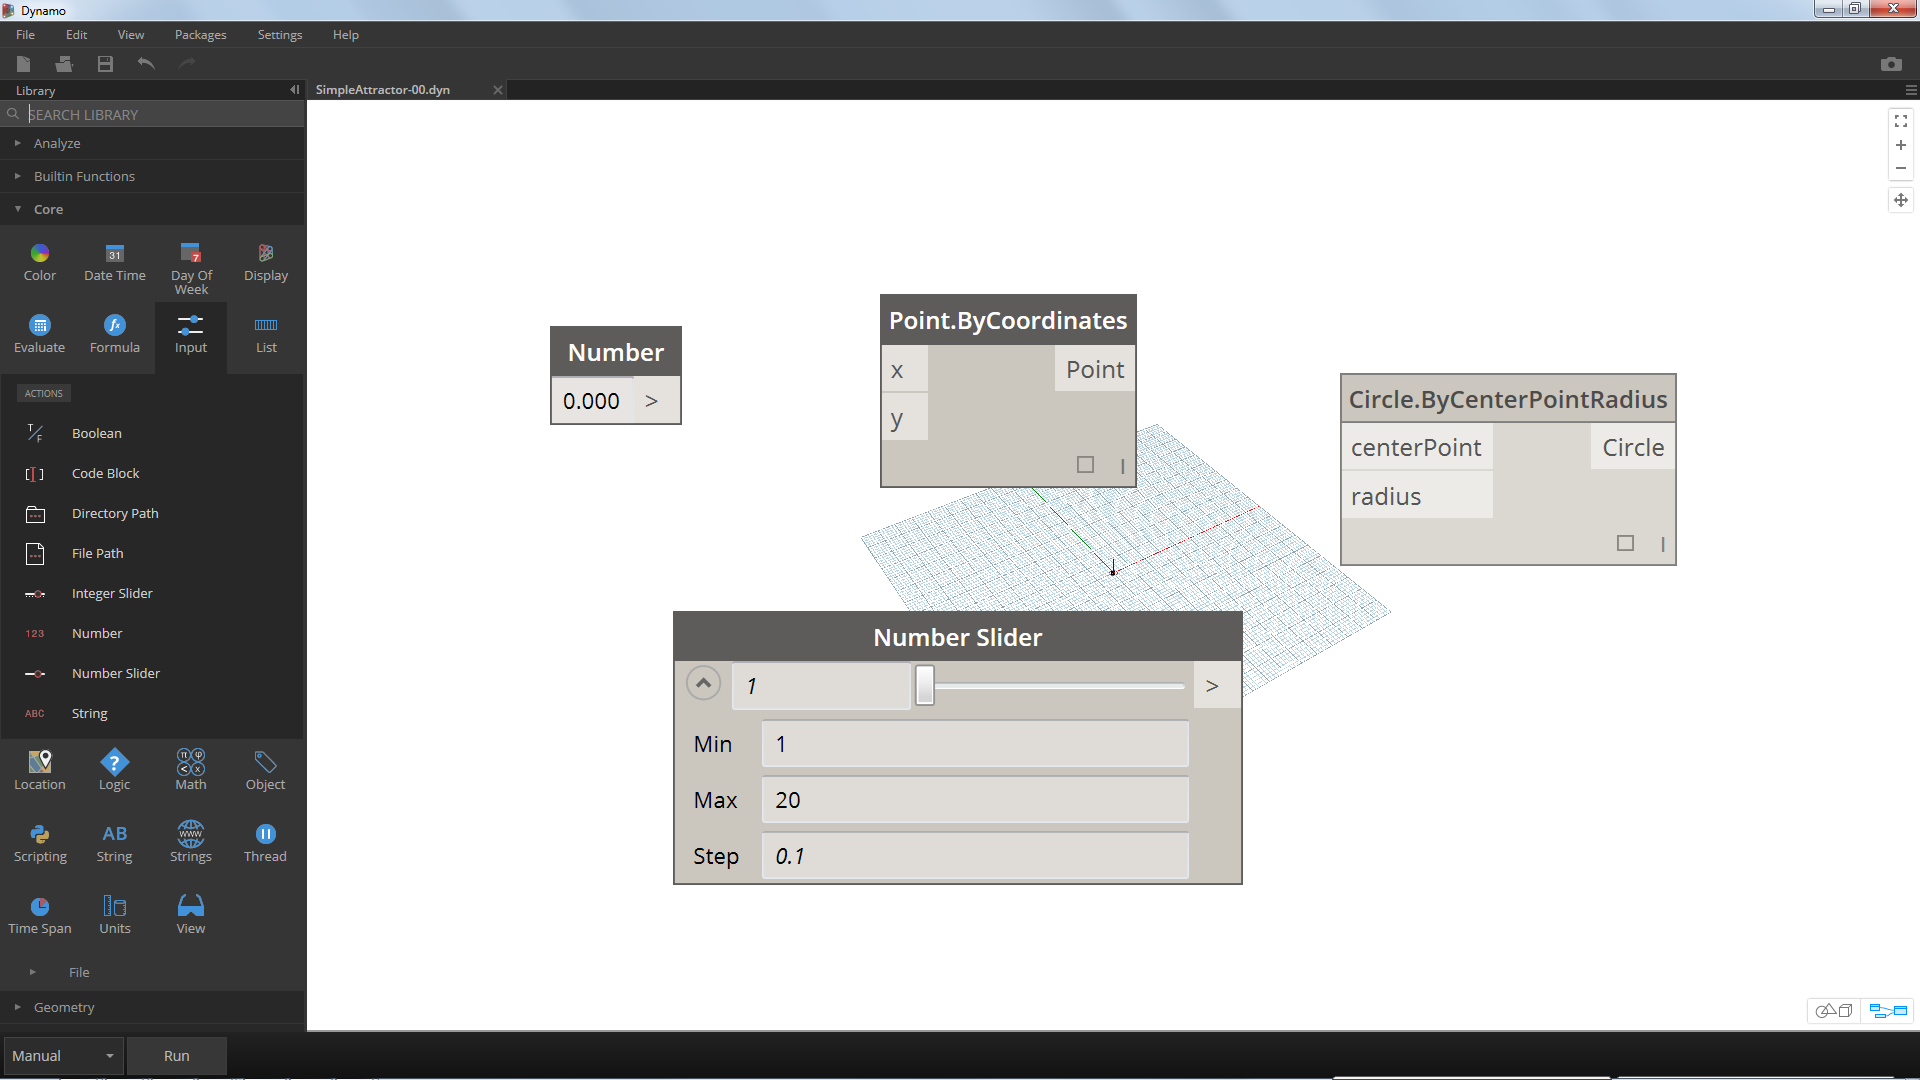 Dynamo
File Edit View Packages Settings Help
Library
SimpleAttractor-00.dyn
SEARCH LIBRARY
Analyze
Builtin Functions
Core
Color Date Time Day Of Week Display
Evaluate Formula Input List
ACTIONS
Boolean
Code Block
Directory Path
File Path
Integer Slider
123 Number
Number Slider
ABC String
Location Logic Math Object
Scripting String Strings Thread
Time Span Units View
File
Geometry
Manual Run
Number
0.000 >
Point.ByCoordinates
x Point
y
Circle.ByCenterPointRadius
centerPoint Circle
radius
Number Slider
1 >
Min 1
Max 20
Step 0.1